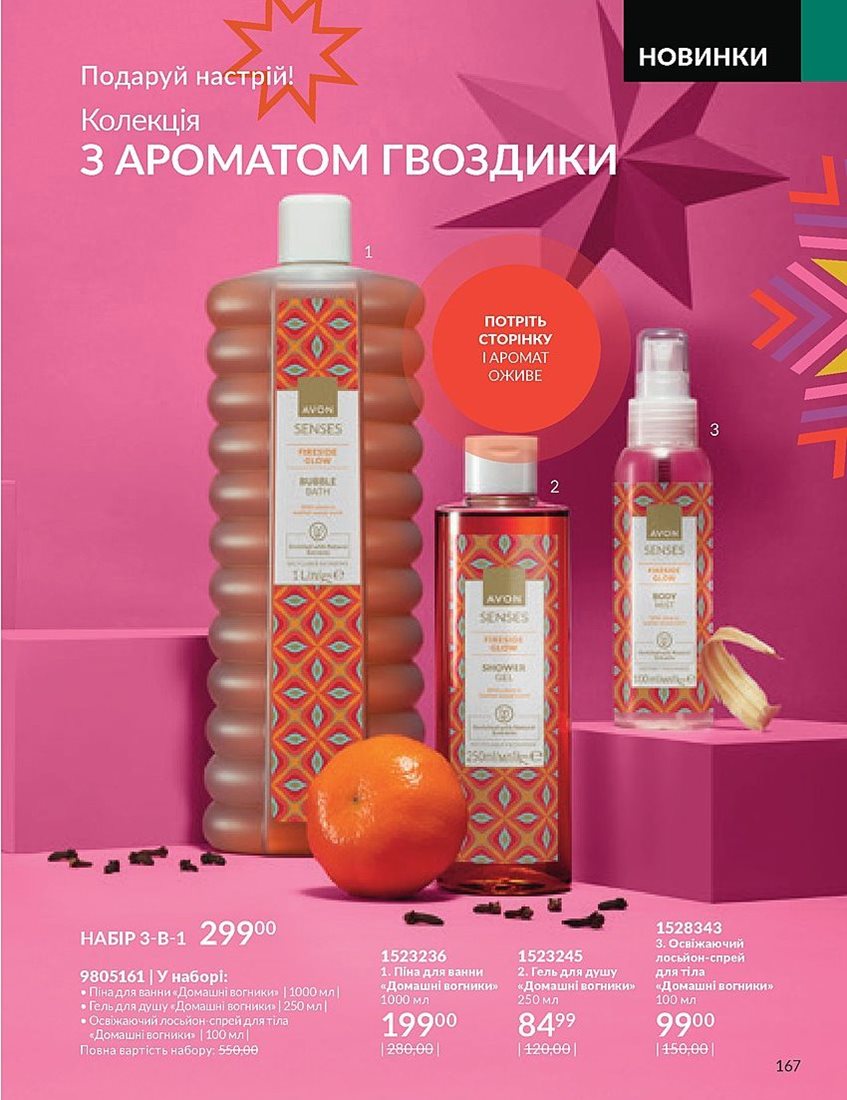 НОВИНКИ
Подаруй настрій!
Колекція
З АРОМАТОМ ГВОЗДИКИ
1
ПОТРІТЬ
СТОРІНКУ
І АРОМАТ
ОЖИВЕ
3
2
AVON
SENSES
FIRESIDE
GLOW
BUBBLE
BATH
AVON
SENSES
FIRESIDE
GLOW
SHOWER
GEL
AVON
SENSES
FIRESIDE
GLOW
BODY
MIST
НАБІР 3-В-1 299⁰⁰
9805161 | У наборі:
• Піна для ванни «Домашні вогники» | 1000 мл |
• Гель для душу «Домашні вогники» | 250 мл |
• Освіжаючий лосьйон-спрей для тіла
«Домашні вогники» | 100 мл |
Повна вартість набору: 550,00
1523236
1. Піна для ванни
«Домашні вогники»
1000 мл
199⁰⁰
| 280,00 |
1523245
2. Гель для душу
«Домашні вогники»
250 мл
84⁹⁹
| 120,00 |
1528343
3. Освіжаючий
лосьйон-спрей
для тіла
«Домашні вогники»
100 мл
99⁰⁰
| 150,00 |
167